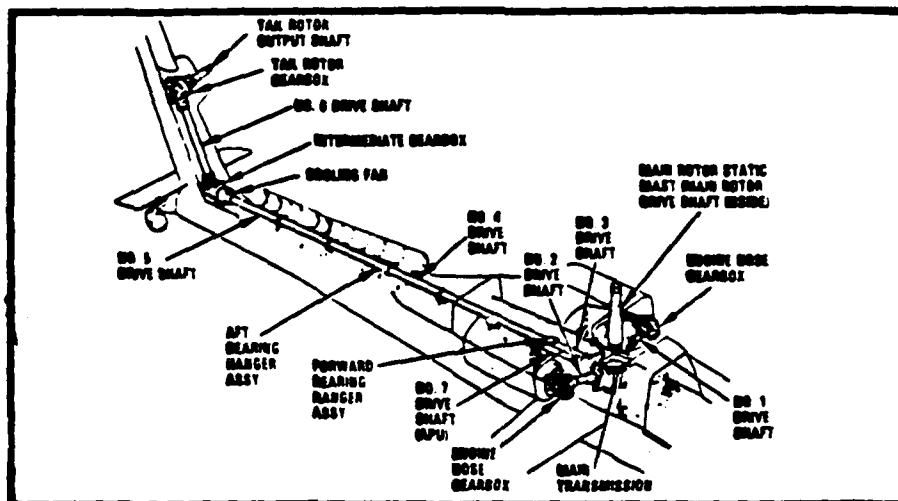 TAIL ROTOR
OUTPUT SHAFT
TAIL ROTOR
GEARBOX
NO. 6 DRIVE SHAFT
INTERMEDIATE GEARBOX
COOLING FAN
NO. 5
DRIVE SHAFT
NO. 4
DRIVE
SHAFT
NO. 3
DRIVE
SHAFT
NO. 2
DRIVE
SHAFT
MAIN ROTOR STATIC
MAST (MAIN ROTOR
DRIVE SHAFT INSIDE)
ENGINE NOSE
GEARBOX
AFT
BEARING
HANGER
ASSY
FORWARD
BEARING
HANGER
ASSY
NO. 7
DRIVE
SHAFT
(APU)
ENGINE
NOSE
GEARBOX
MAIN
TRANSMISSION
NO. 1
DRIVE
SHAFT